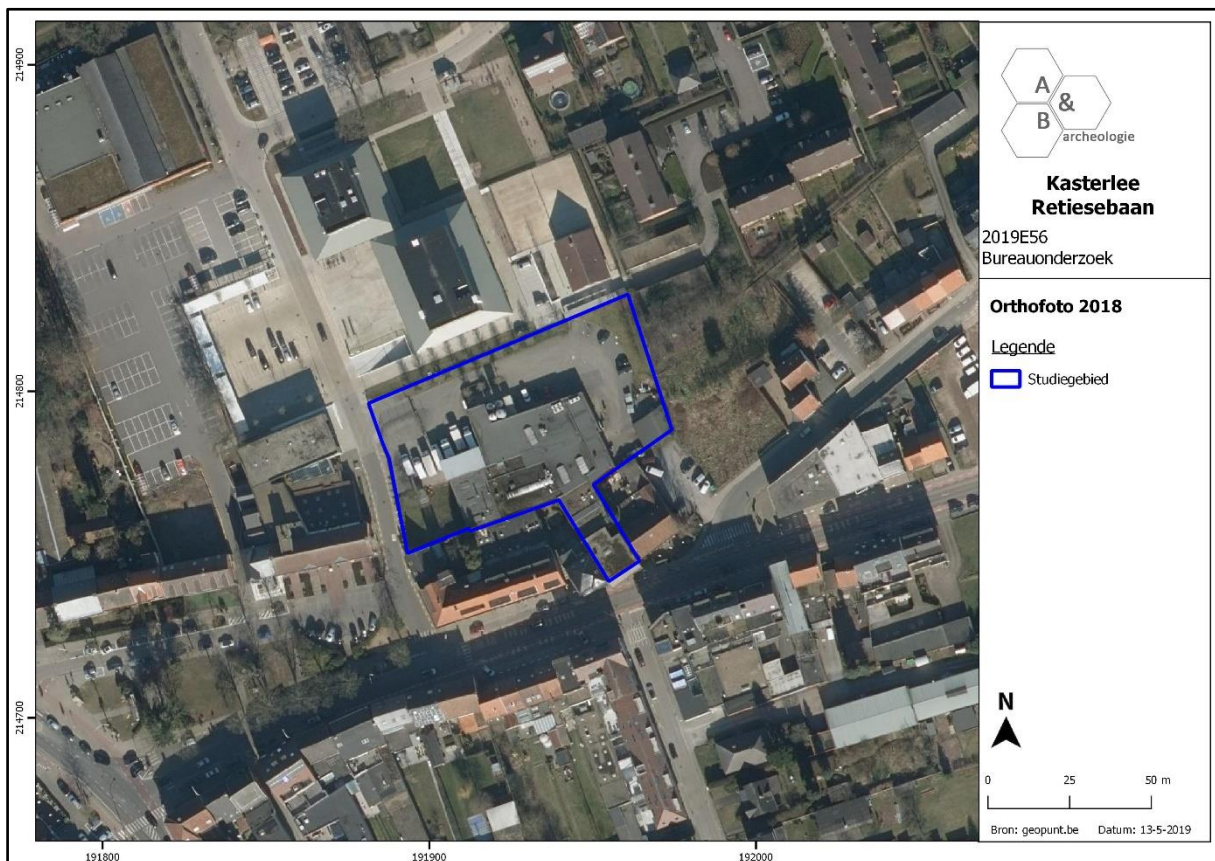 214900
214800
214700
191800
191900
192000
A
&
B
archeologie
Kasterlee
Retiesebaan
2019E56
Bureauonderzoek
Orthofoto 2018
Legende
Studiegebied
N
0 25 50 m
Bron: geopunt.be Datum: 13-5-2019